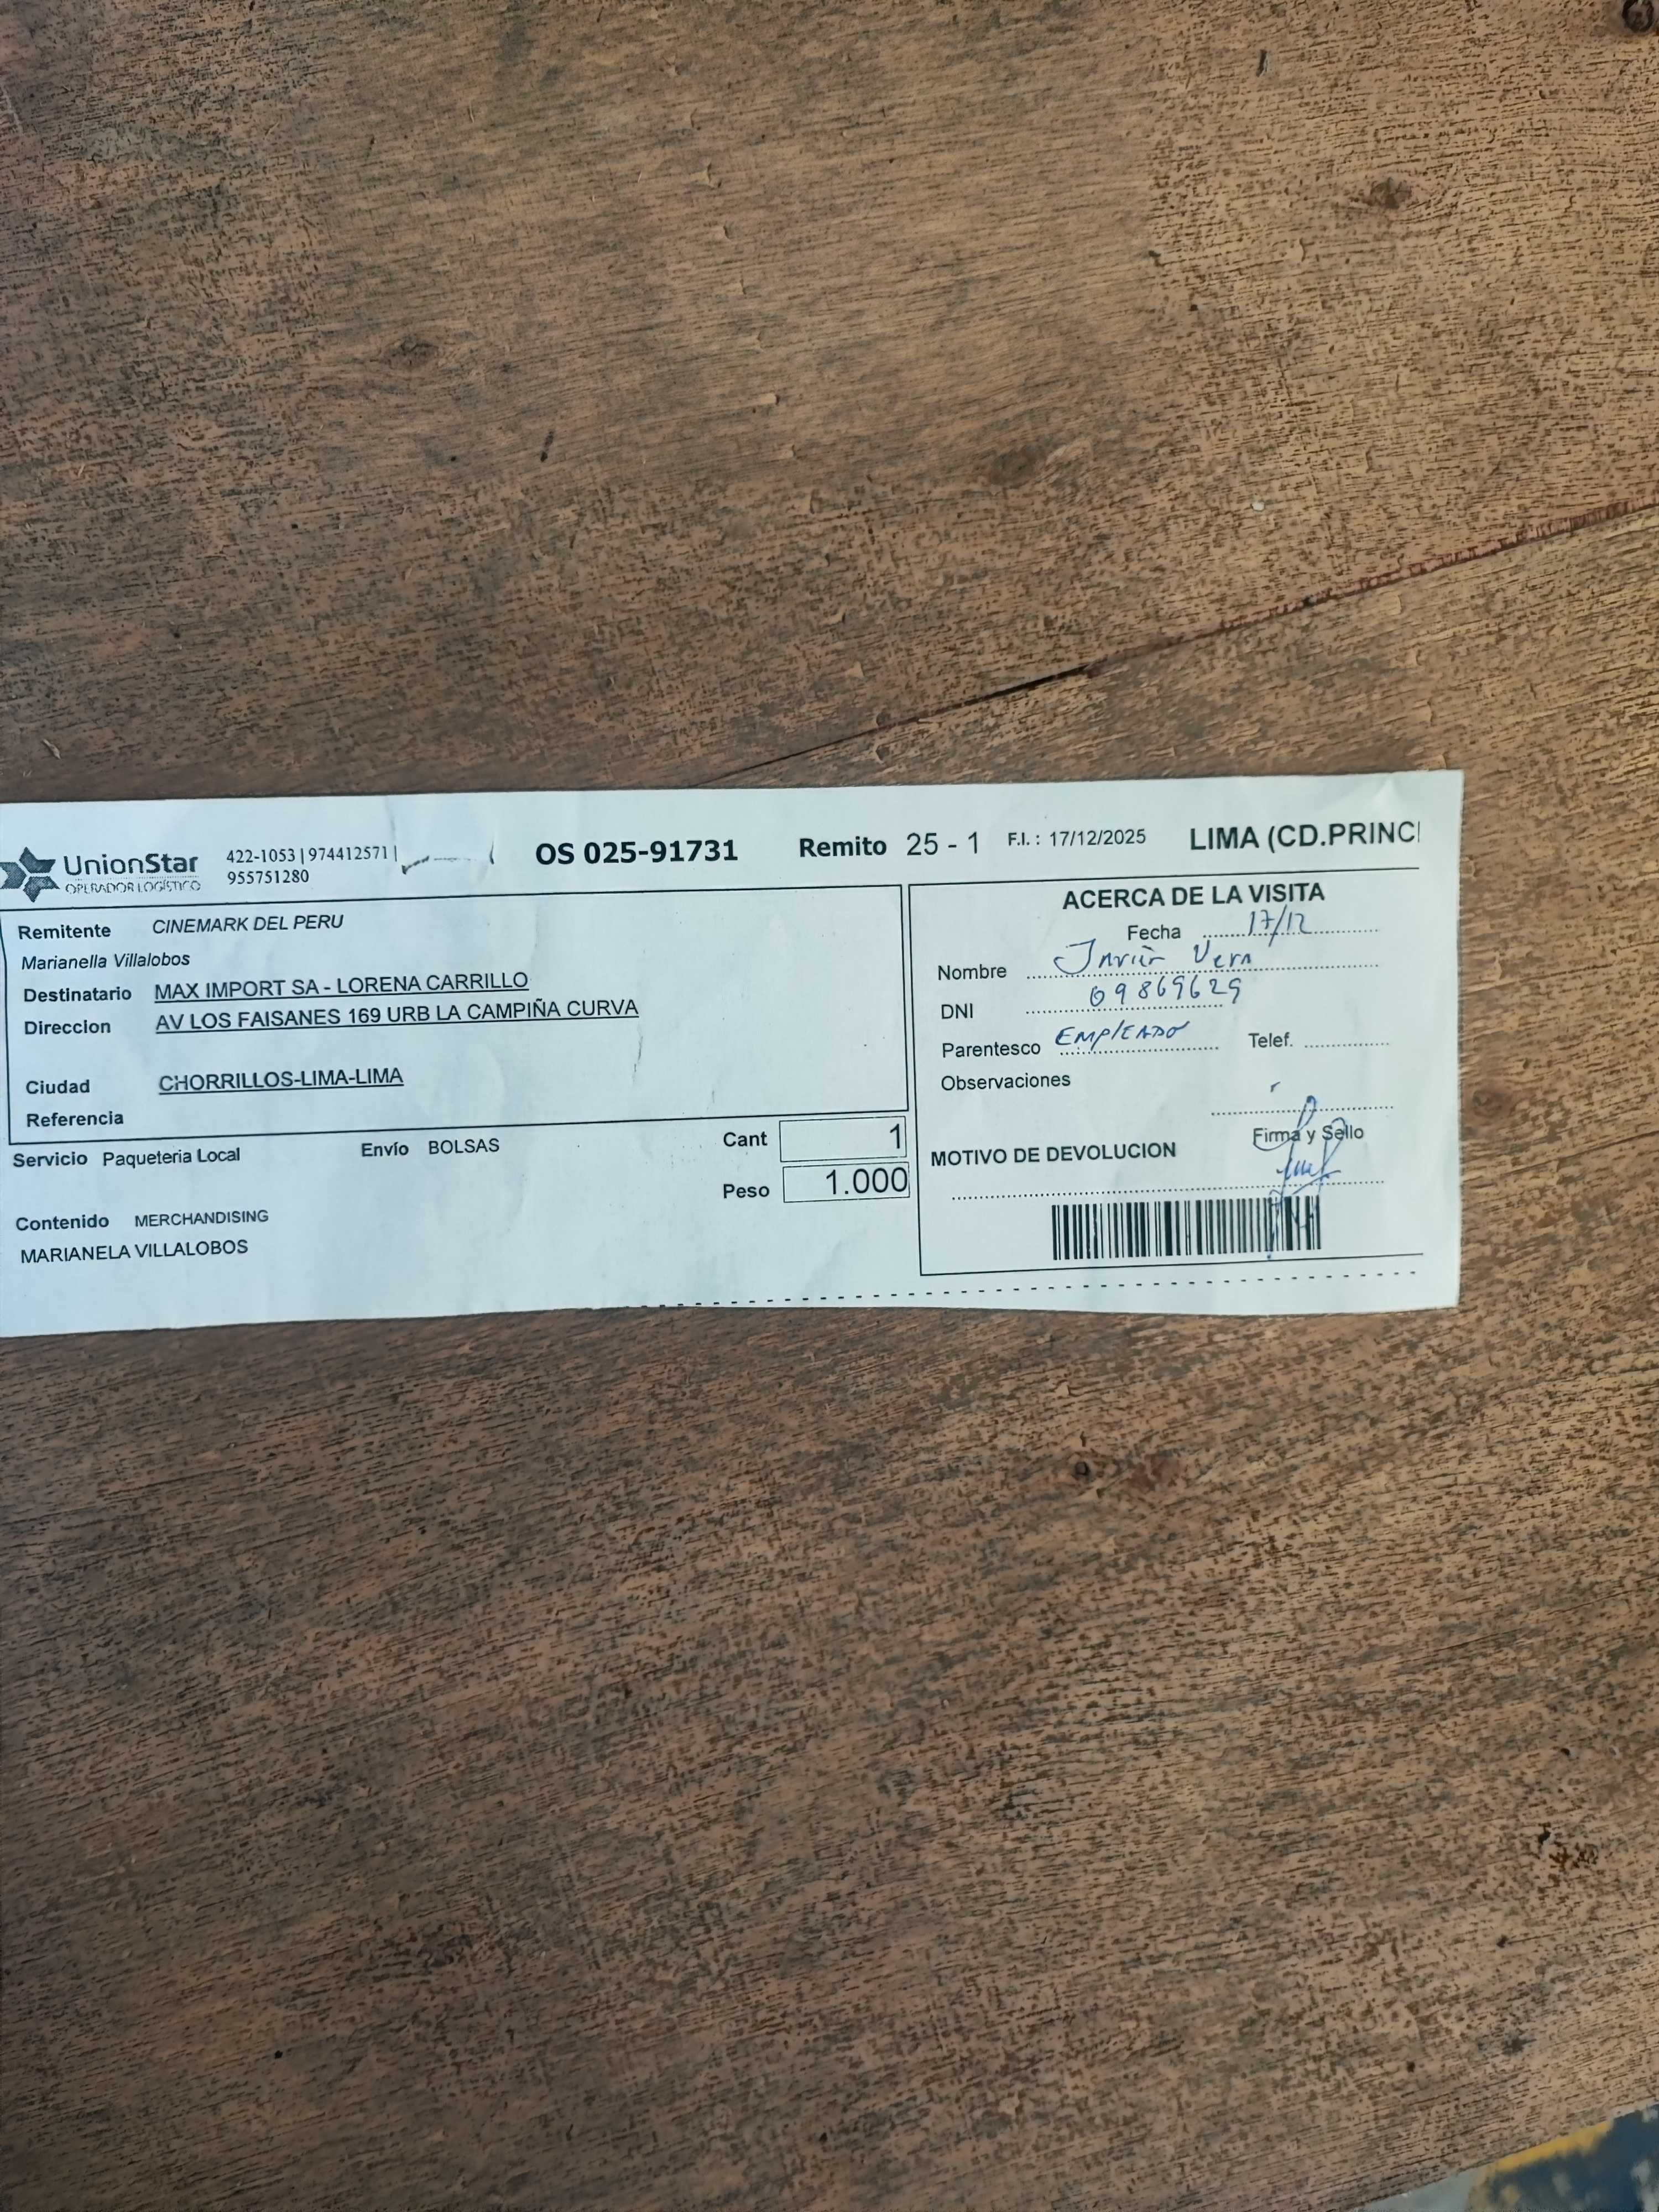 UnionStar
OPERADOR LOGÍSTICO
422-1053 | 974412571 |
955751280
OS 025-91731
Remito 25 - 1
F.I. : 17/12/2025
LIMA (CD.PRINCI
Remitente CINEMARK DEL PERU
Marianella Villalobos
Destinatario MAX IMPORT SA - LORENA CARRILLO
Direccion AV LOS FAISANES 169 URB LA CAMPIÑA CURVA
Ciudad CHORRILLOS-LIMA-LIMA
Referencia
Servicio Paqueteria Local
Envío BOLSAS
Cant 1
Peso 1.000
Contenido MERCHANDISING
MARIANELA VILLALOBOS
ACERCA DE LA VISITA
Fecha 17/12
Nombre Javier Vera
DNI 09869629
Parentesco EMPLEADO Telef.
Observaciones
Firma y Sello
MOTIVO DE DEVOLUCION